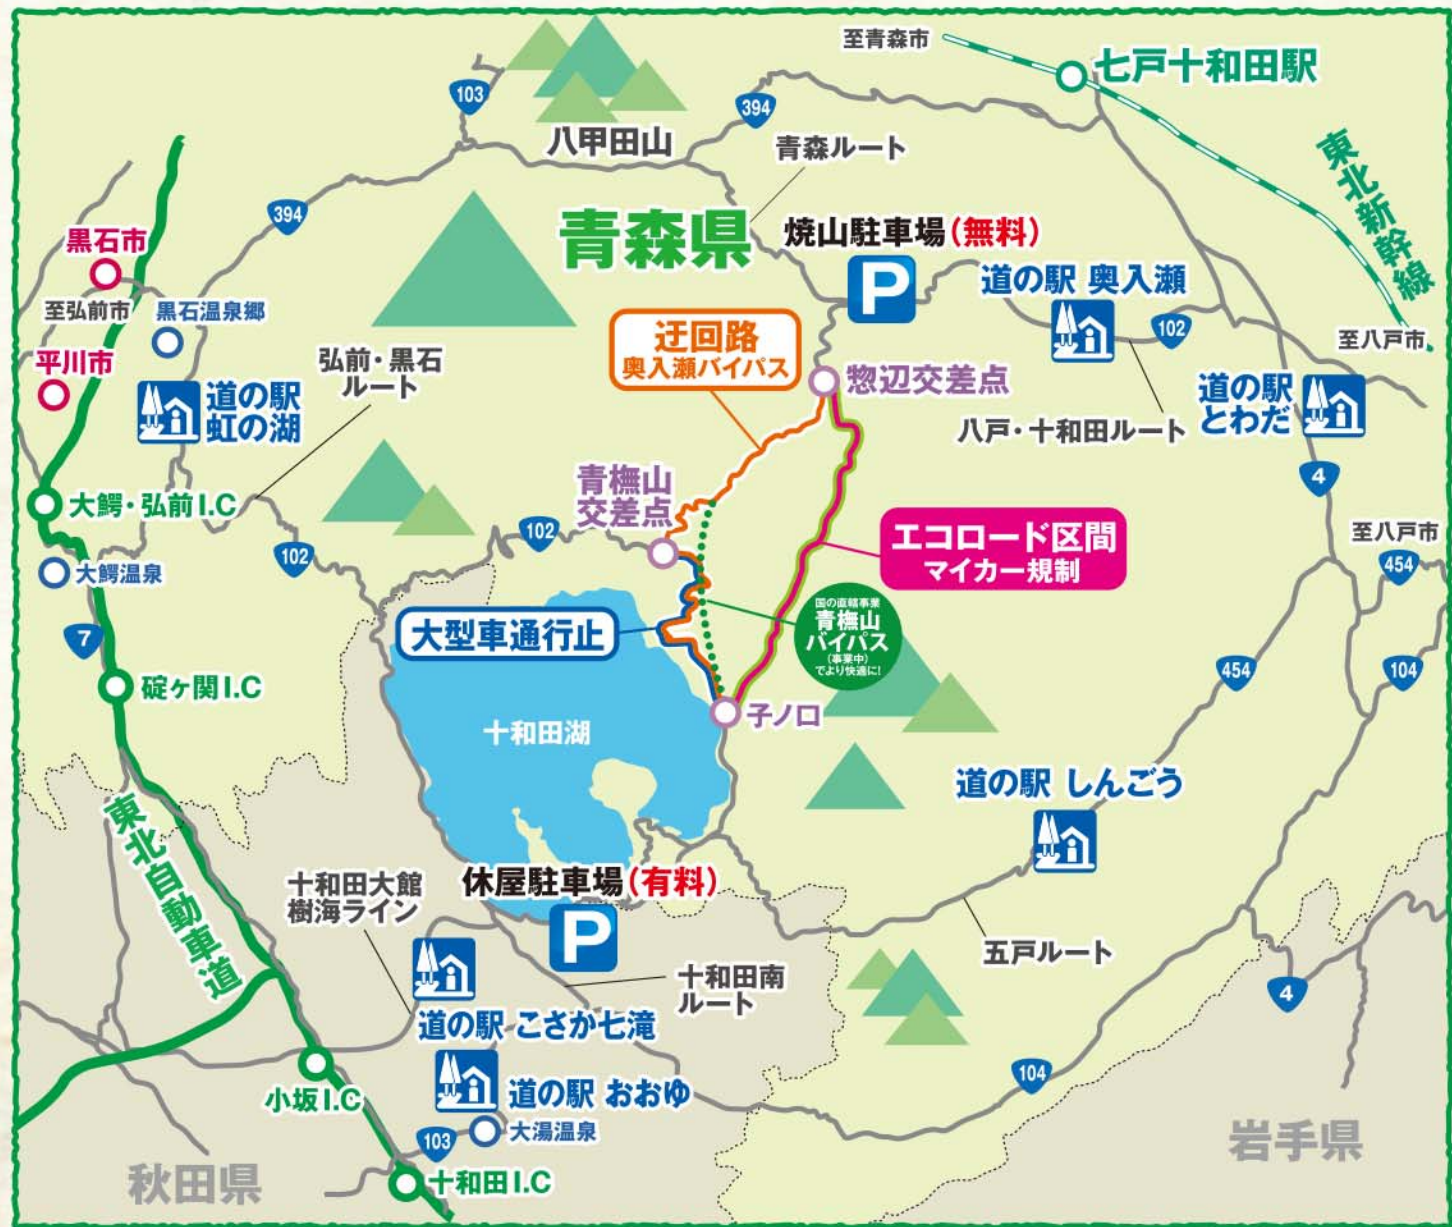 至青森市
七戸十和田駅
103
394
八甲田山
青森ルート
東北新幹線
394
青森県
焼山駐車場(無料)
P
黒石市
至弘前市
黒石温泉郷
道の駅 奥入瀬
102
至八戸市
平川市
弘前・黒石
ルート
迂回路
奥入瀬バイパス
惣辺交差点
道の駅
虹の湖
道の駅
とわだ
八戸・十和田ルート
4
青橅山
交差点
大鰐・弘前I.C
102
102
エコロード区間
マイカー規制
至八戸市
454
大鰐温泉
7
大型車通行止
国の直轄事業
青橅山
バイパス
(事業中)
でより快適に!
454
104
碇ヶ関I.C
十和田湖
子ノ口
道の駅 しんごう
東北自動車道
十和田大館
樹海ライン
休屋駐車場(有料)
P
五戸ルート
十和田南
ルート
4
道の駅 こさか七滝
小坂I.C
道の駅 おおゆ
104
103
大湯温泉
秋田県
十和田I.C
岩手県